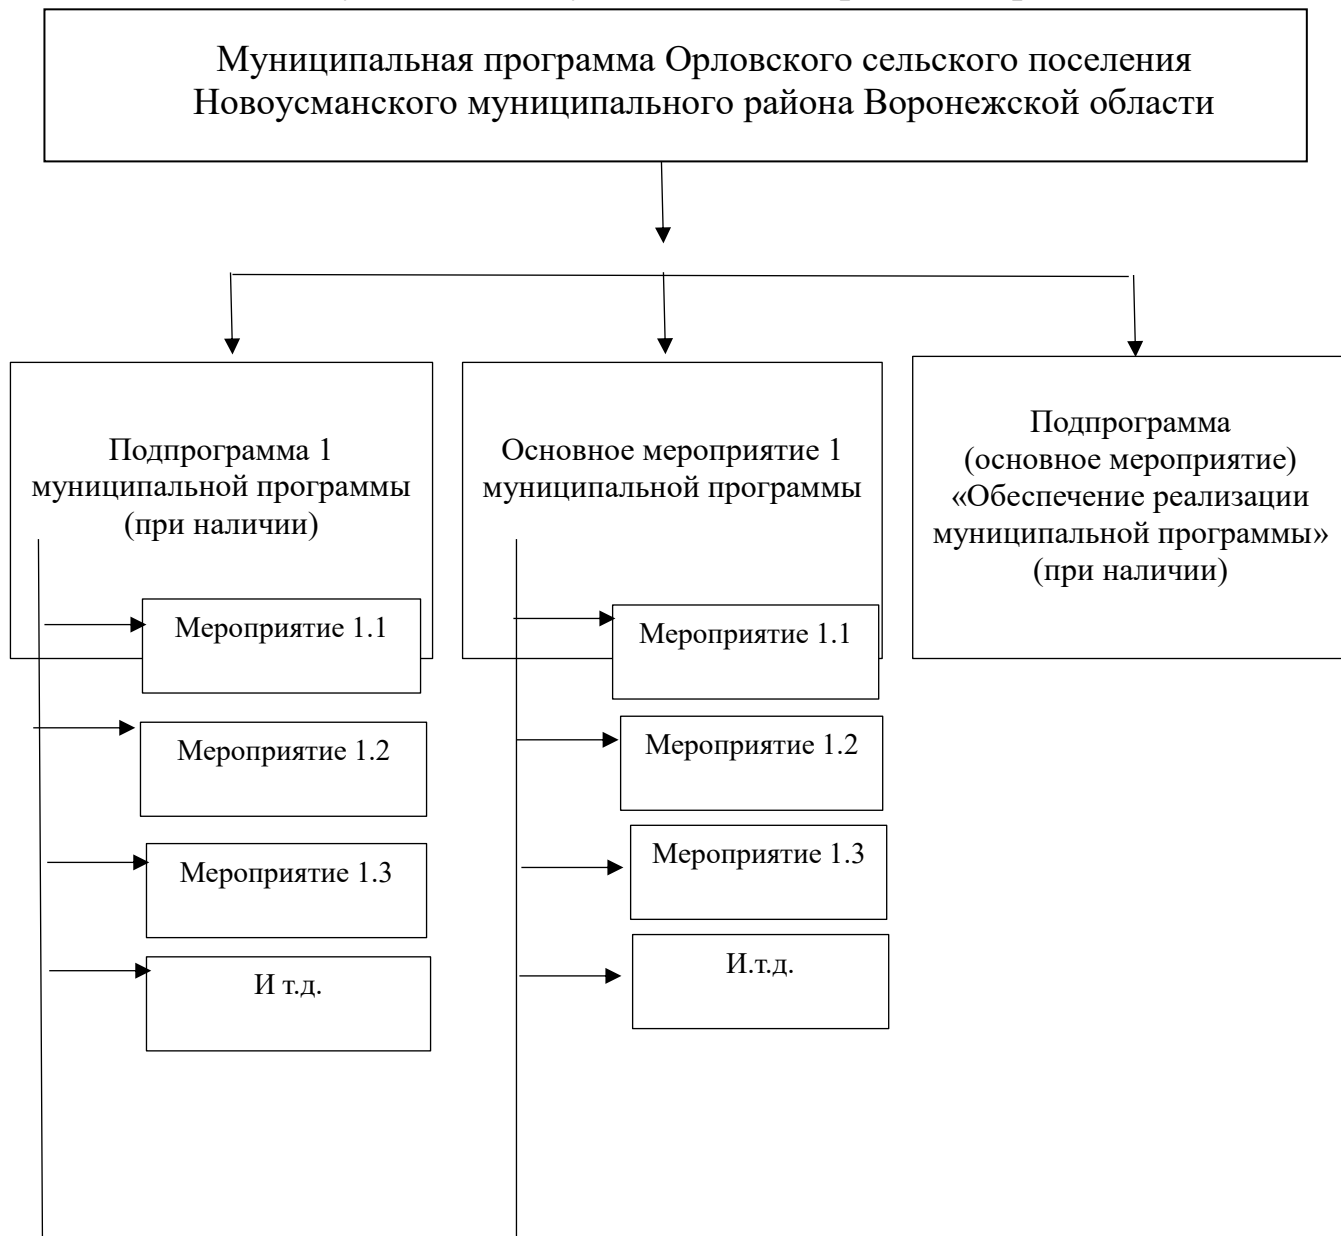 Муниципальная программа Орловского сельского поселения
Новоусманского муниципального района Воронежской области
Подпрограмма 1
муниципальной программы
(при наличии)
Мероприятие 1.1
Мероприятие 1.2
Мероприятие 1.3
И т.д.
Основное мероприятие 1
муниципальной программы
Мероприятие 1.1
Мероприятие 1.2
Мероприятие 1.3
И.т.д.
Подпрограмма
(основное мероприятие)
«Обеспечение реализации
муниципальной программы»
(при наличии)